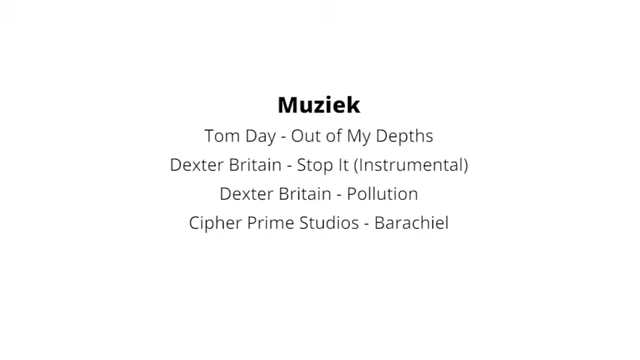 Muziek
Tom Day - Out of My Depths
Dexter Britain - Stop It (Instrumental)
Dexter Britain - Pollution
Cipher Prime Studios - Barachiel